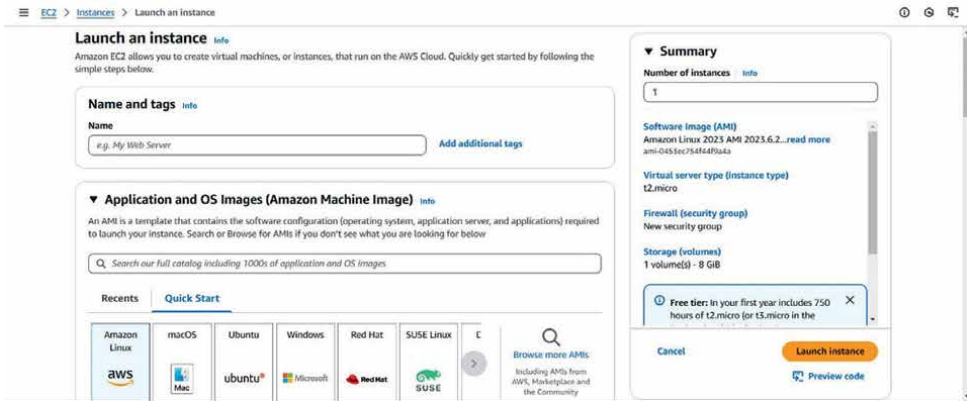 EC2 > Instances > Launch an instance
Launch an instance Info
Amazon EC2 allows you to create virtual machines, or instances, that run on the AWS Cloud. Quickly get started by following the
simple steps below.
Name and tags Info
Name
e.g. My Web Server
Add additional tags
▼ Application and OS Images (Amazon Machine Image) Info
An AMI is a template that contains the software configuration (operating system, application server, and applications) required
to launch your instance. Search or Browse for AMIs if you don't see what you are looking for below
Search our full catalog including 1000s of application and OS images
Recents
Quick Start
Amazon
Linux
aws
macOS
Mac
Ubuntu
ubuntu®
Windows
Microsoft
Red Hat
Red Hat
SUSE Linux
SUSE
Browse more AMIs
Including AMIs from
AWS, Marketplace and
the Community
▼ Summary
Number of instances Info
1
Software Image (AMI)
Amazon Linux 2023 AMI 2023.6.2...read more
Virtual server type (instance type)
t2.micro
Firewall (security group)
New security group
Storage (volumes)
1 volume(s) - 8 GiB
Free tier: In your first year includes 750
hours of t2.micro (or t3.micro in the
Cancel
Launch instance
Preview code